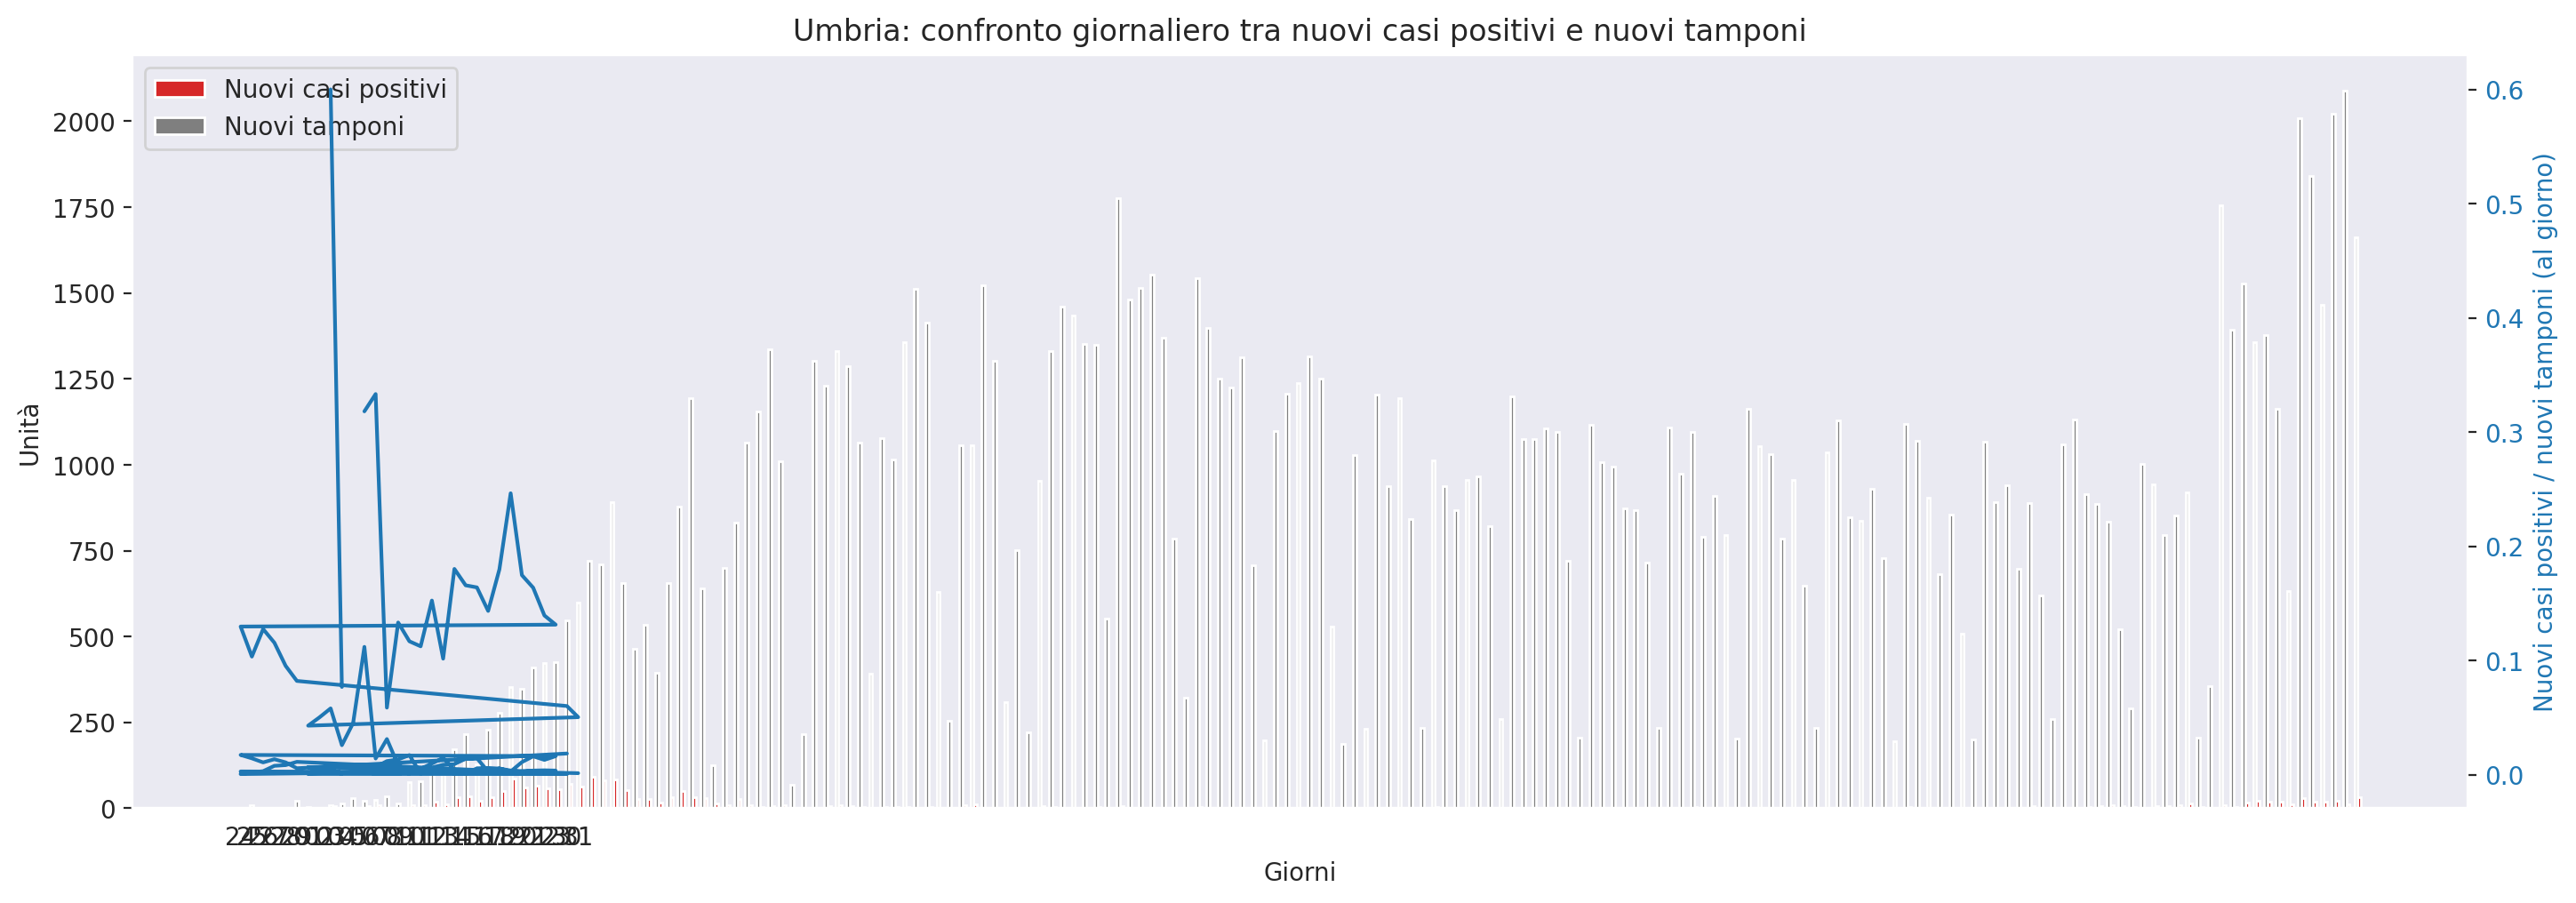 Umbria: confronto giornaliero tra nuovi casi positivi e nuovi tamponi
Nuovi casi positivi
Nuovi tamponi
2000
1750
1500
1250
1000
750
500
250
0
Unità
0.6
0.5
0.4
0.3
0.2
0.1
0.0
Nuovi casi positivi / nuovi tamponi (al giorno)
Giorni